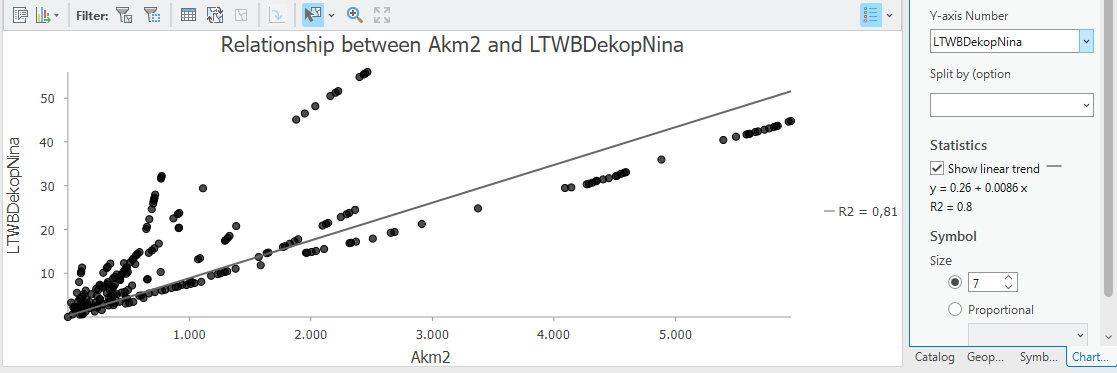 Filter:
Relationship between Akm2 and LTWBDekopNina
LTWBDekopNina
50
40
30
20
10
1.000
2.000
3.000
4.000
5.000
Akm2
R2 = 0,81
Y-axis Number
LTWBDekopNina
Split by (option
Statistics
Show linear trend
y = 0.26 + 0.0086 x
R2 = 0.8
Symbol
Size
7
Proportional
Catalog
Geop...
Symb...
Chart...